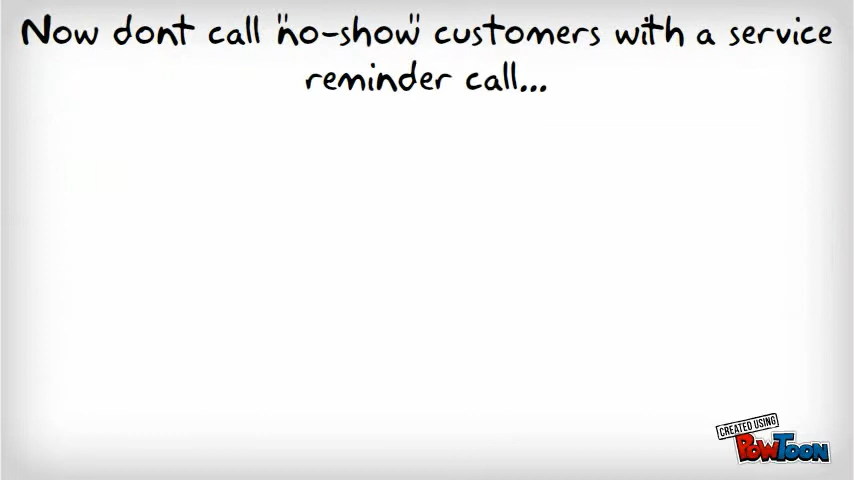 Now dont call "no-show" customers with a service
reminder call...
CREATED USING
PowToon